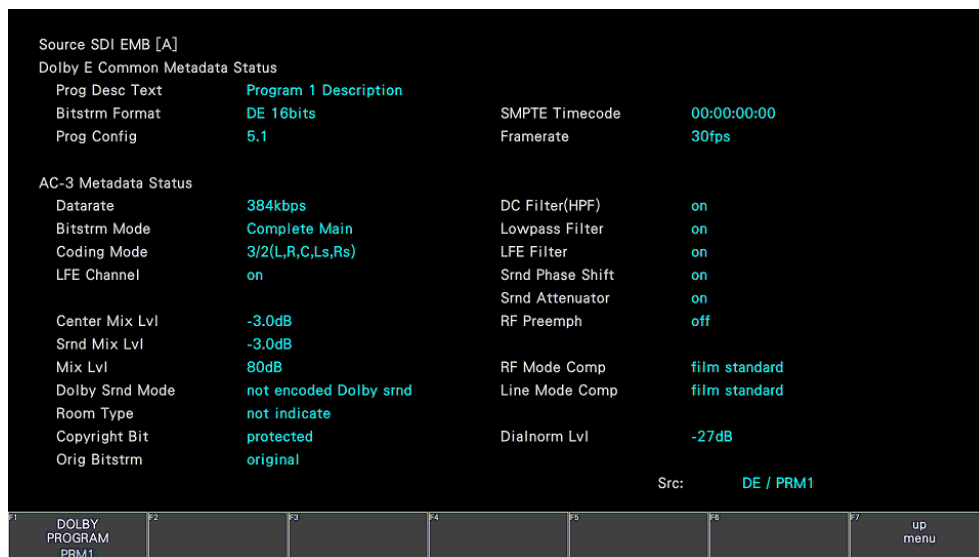 Source SDI EMB [A]
Dolby E Common Metadata Status
Prog Desc Text Program 1 Description
Bitstrm Format DE 16bits SMPTE Timecode 00:00:00:00
Prog Config 5.1 Framerate 30fps
AC-3 Metadata Status
Datarate 384kbps DC Filter(HPF) on
Bitstrm Mode Complete Main Lowpass Filter on
Coding Mode 3/2(L,R,C,Ls,Rs) LFE Filter on
LFE Channel on Srnd Phase Shift on
Srnd Attenuator on
Center Mix Lvl -3.0dB RF Preemph off
Srnd Mix Lvl -3.0dB
Mix Lvl 80dB RF Mode Comp film standard
Dolby Srnd Mode not encoded Dolby srnd Line Mode Comp film standard
Room Type not indicate
Copyright Bit protected Dialnorm Lvl -27dB
Orig Bitstrm original
Src: DE / PRM1
F1 F2 F3 F4 F5 F6 F7
DOLBY up
PROGRAM menu
PRM1